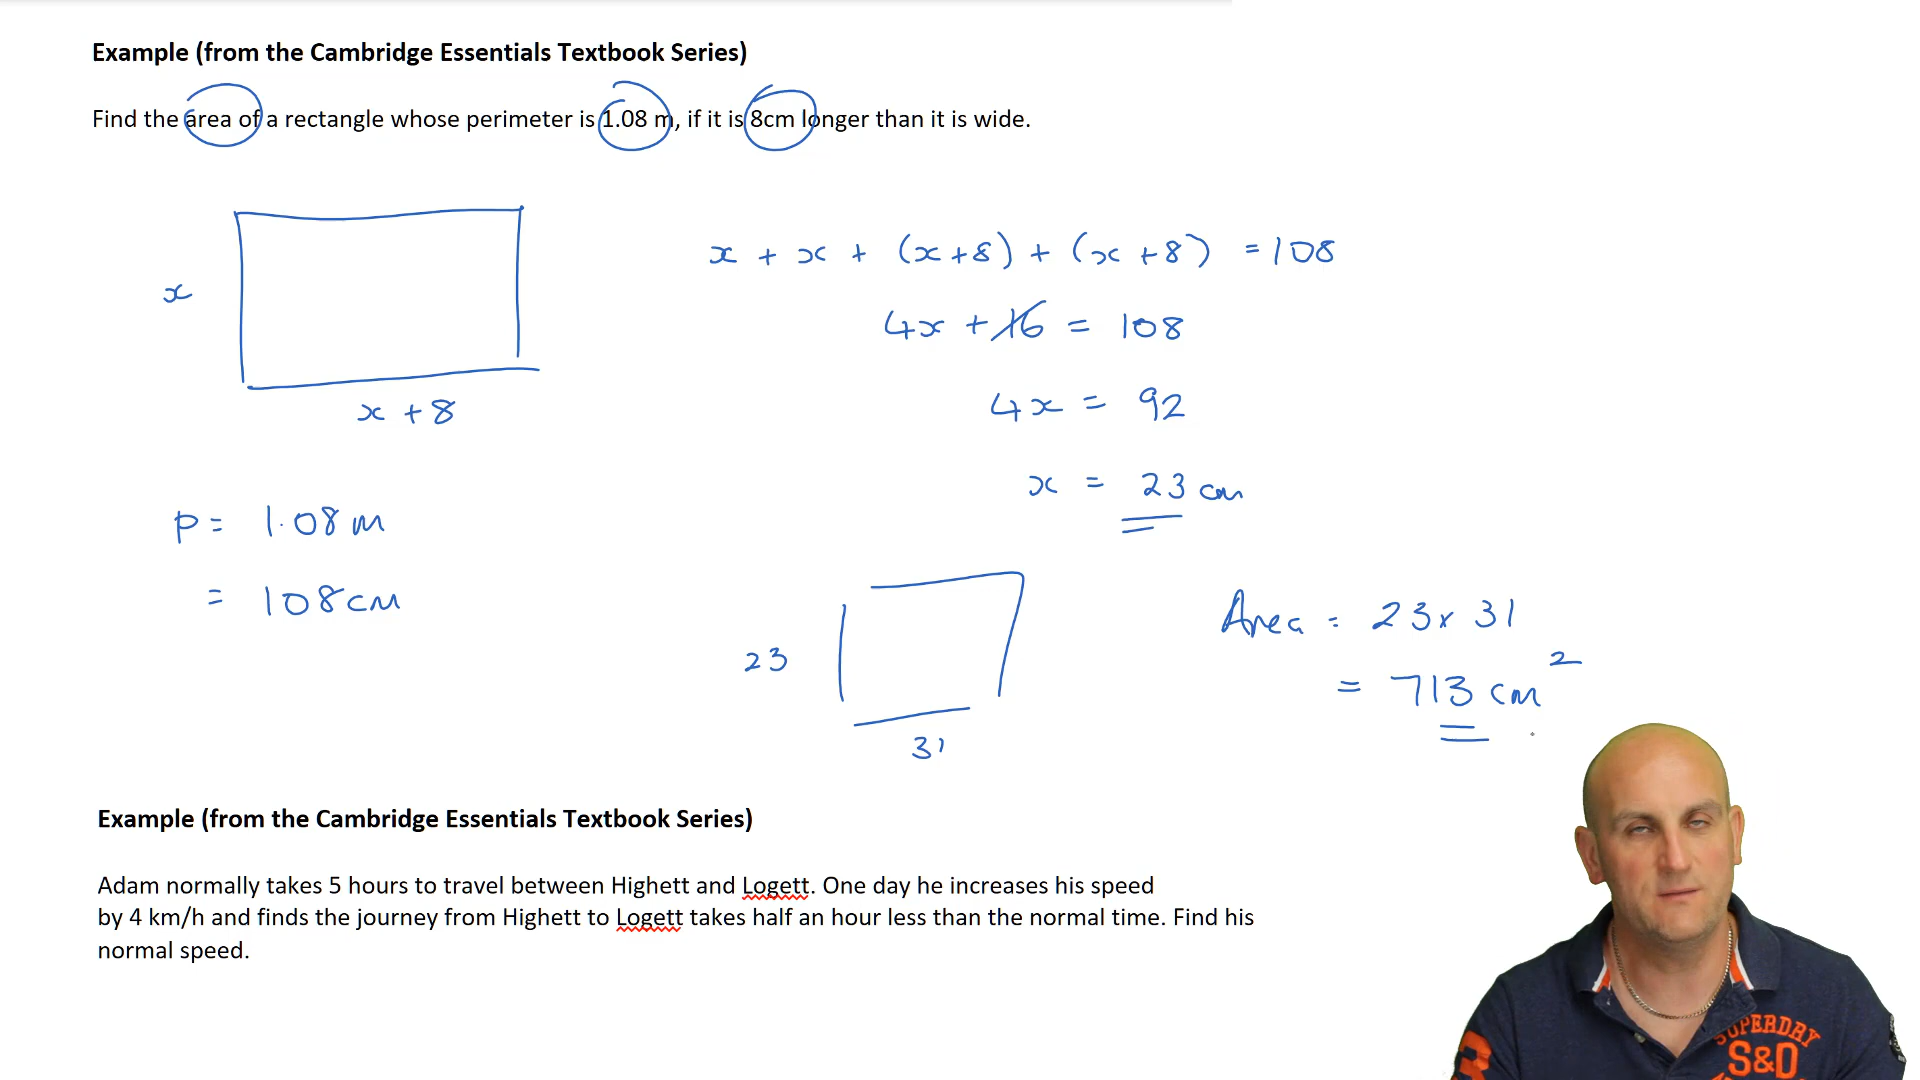 Example (from the Cambridge Essentials Textbook Series)
Find the area of a rectangle whose perimeter is 1.08 m, if it is 8cm longer than it is wide.
x
x + 8
P = 1.08 m
= 108cm
x + x + (x+8) + (x+8) = 108
4x + 16 = 108
4x = 92
x = 23 cm
23
31
Area = 23 x 31
= 713 cm²
Example (from the Cambridge Essentials Textbook Series)
Adam normally takes 5 hours to travel between Highett and Logett. One day he increases his speed
by 4 km/h and finds the journey from Highett to Logett takes half an hour less than the normal time. Find his
normal speed.
SUPERDRY
S&D